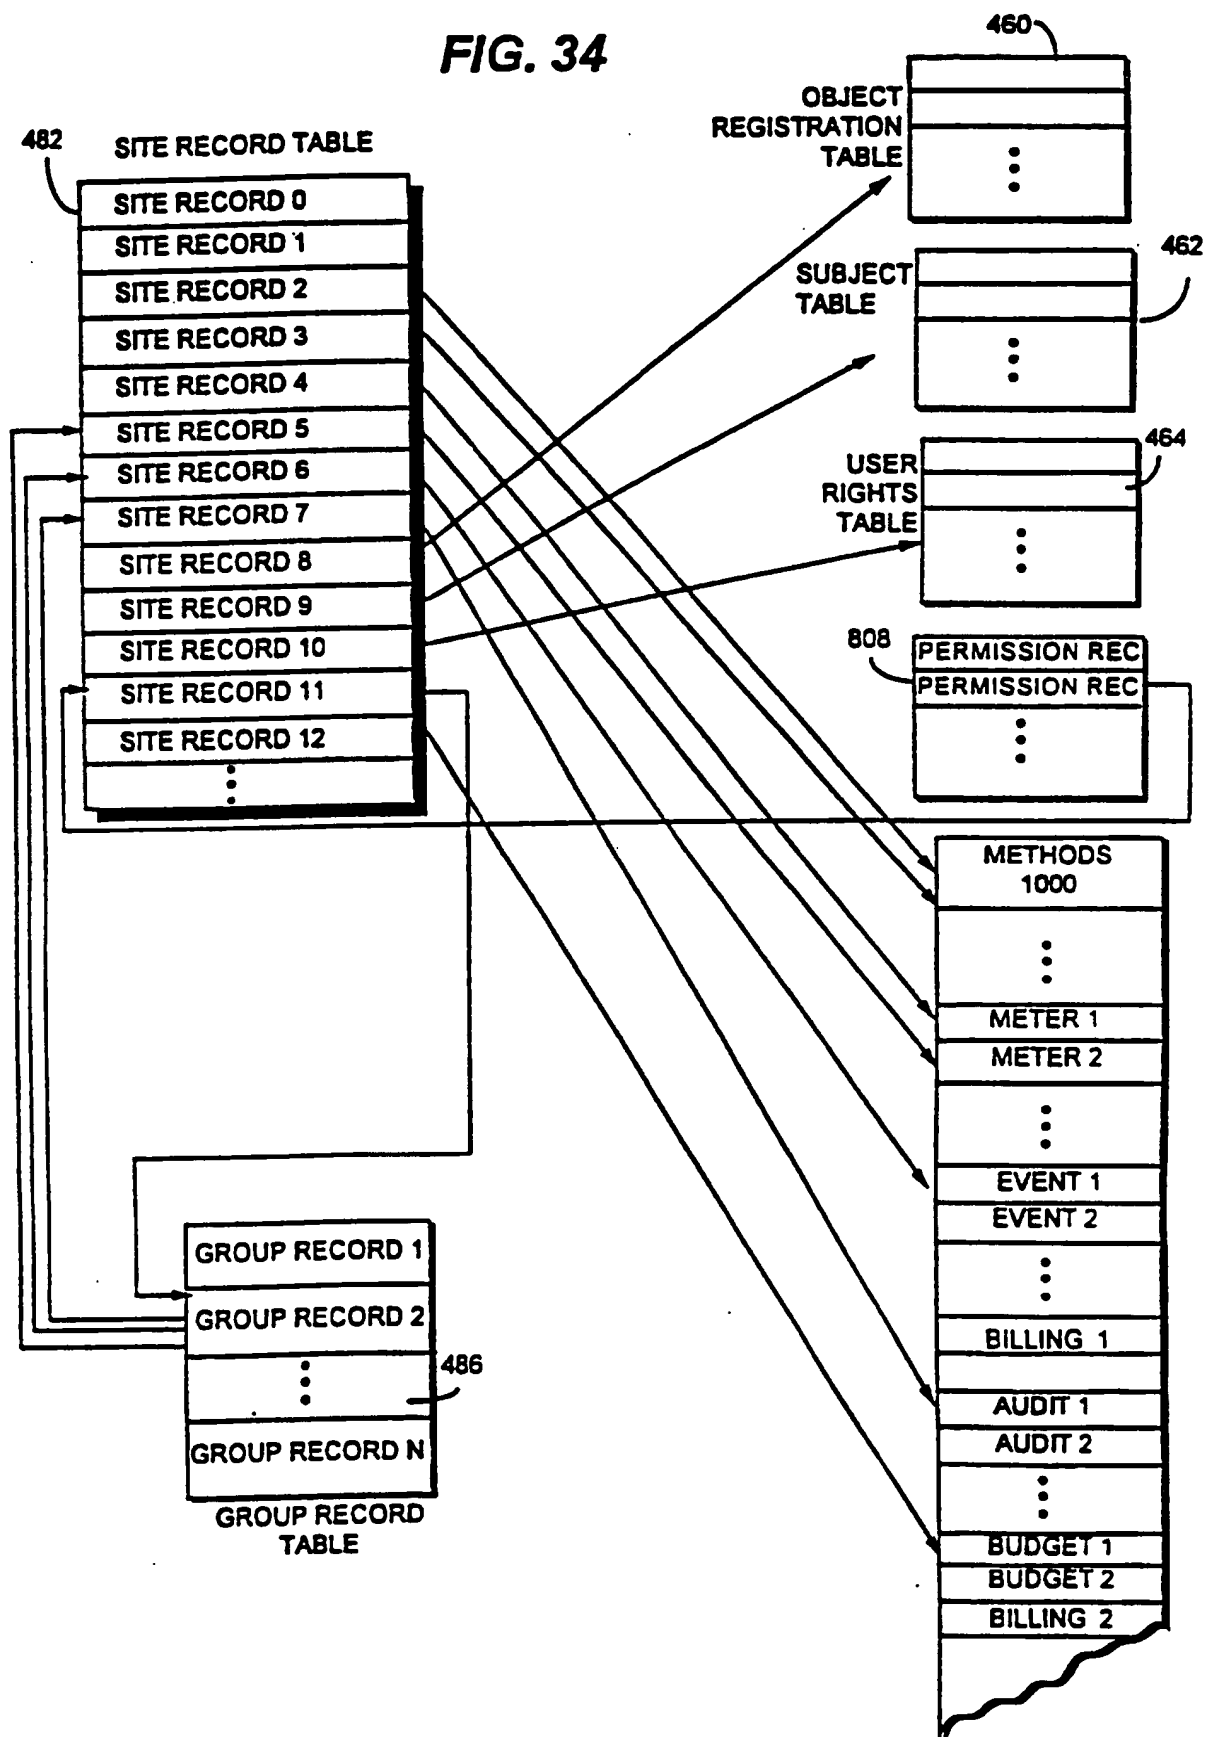 FIG. 34
460
OBJECT
REGISTRATION
TABLE
482
SITE RECORD TABLE
SITE RECORD 0
SITE RECORD 1
SITE RECORD 2
SITE RECORD 3
SITE RECORD 4
SITE RECORD 5
SITE RECORD 6
SITE RECORD 7
SITE RECORD 8
SITE RECORD 9
SITE RECORD 10
SITE RECORD 11
SITE RECORD 12
SUBJECT
TABLE
462
USER
RIGHTS
TABLE
464
808
PERMISSION REC
PERMISSION REC
METHODS
1000
METER 1
METER 2
EVENT 1
EVENT 2
BILLING 1
AUDIT 1
AUDIT 2
BUDGET 1
BUDGET 2
BILLING 2
GROUP RECORD 1
GROUP RECORD 2
486
GROUP RECORD N
GROUP RECORD
TABLE